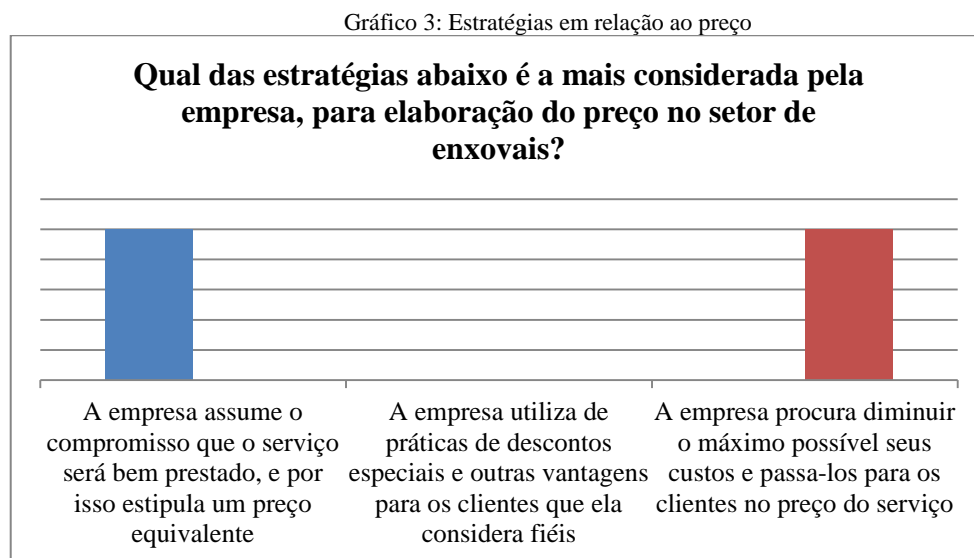 Gráfico 3: Estratégias em relação ao preço
Qual das estratégias abaixo é a mais considerada pela
empresa, para elaboração do preço no setor de
enxovais?
A empresa assume o
compromisso que o serviço
será bem prestado, e por
isso estipula um preço
equivalente
A empresa utiliza de
práticas de descontos
especiais e outras vantagens
para os clientes que ela
considera fiéis
A empresa procura diminuir
o máximo possível seus
custos e passa-los para os
clientes no preço do serviço